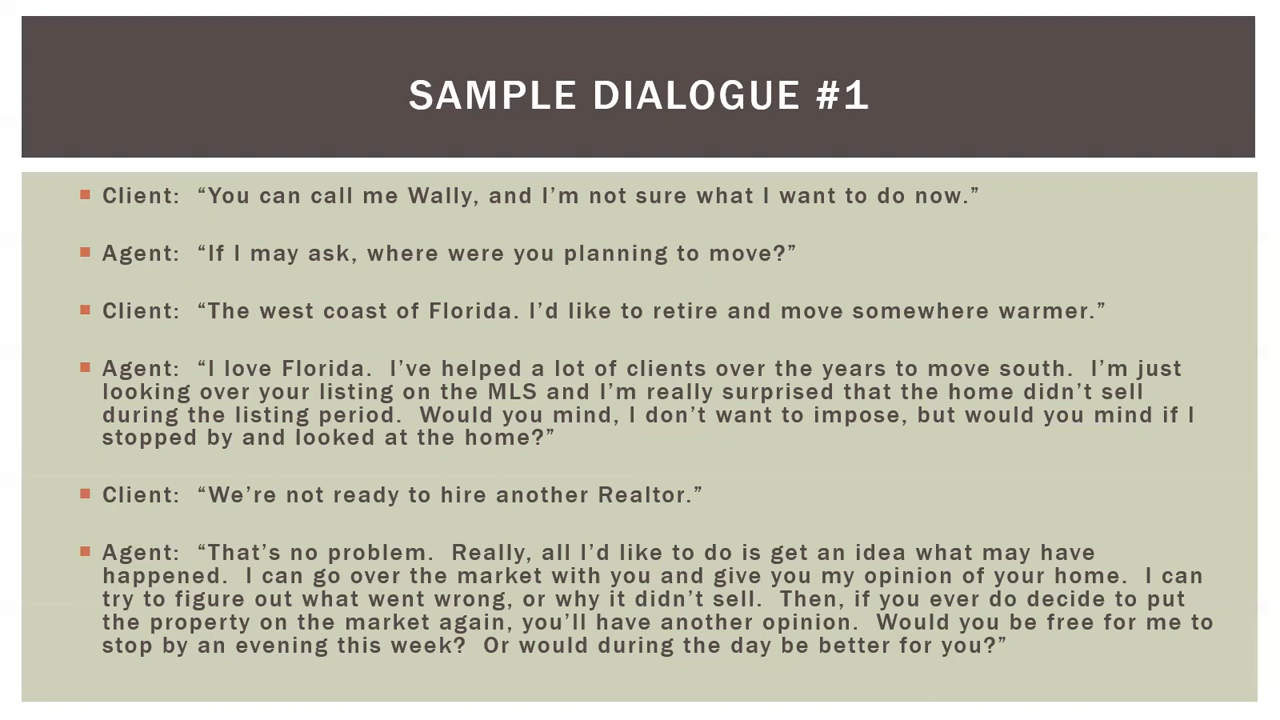 SAMPLE DIALOGUE #1
Client:  “You can call me Wally, and I’m not sure what I want to do now.”
Agent:  “If I may ask, where were you planning to move?”
Client:  “The west coast of Florida. I’d like to retire and move somewhere warmer.”
Agent:  “I love Florida.  I’ve helped a lot of clients over the years to move south.  I’m just
looking over your listing on the MLS and I’m really surprised that the home didn’t sell
during the listing period.  Would you mind, I don’t want to impose, but would you mind if I
stopped by and looked at the home?”
Client:  “We’re not ready to hire another Realtor.”
Agent:  “That’s no problem.  Really, all I’d like to do is get an idea what may have
happened.  I can go over the market with you and give you my opinion of your home.  I can
try to figure out what went wrong, or why it didn’t sell.  Then, if you ever do decide to put
the property on the market again, you’ll have another opinion.  Would you be free for me to
stop by an evening this week?  Or would during the day be better for you?”